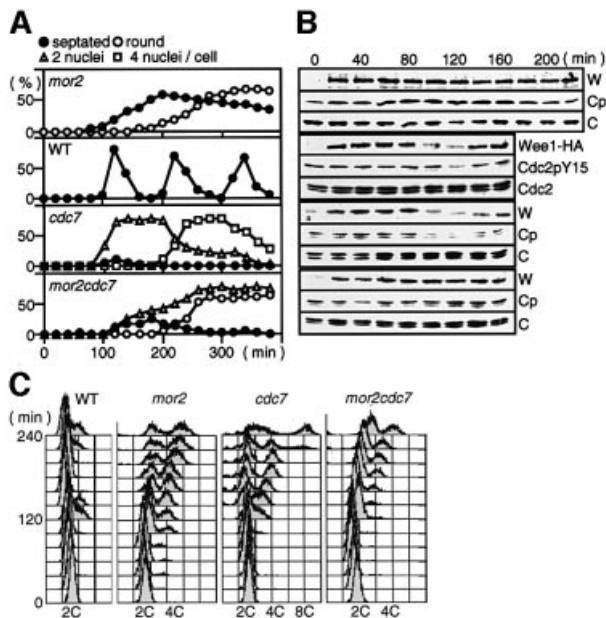 A
● septated ○ round
△ 2 nuclei □ 4 nuclei / cell
( % )
mor2
50
0
WT
50
0
cdc7
50
0
mor2cdc7
50
0
0 100 200 300 ( min )
B
0 40 60 80 120 160 200 ( min )
W
Cp
C
Wee1-HA
Cdc2pY15
Cdc2
W
Cp
C
W
Cp
C
C
( min )
WT mor2 cdc7 mor2cdc7
240
120
0
2C 2C 4C 2C 4C 8C 2C 4C